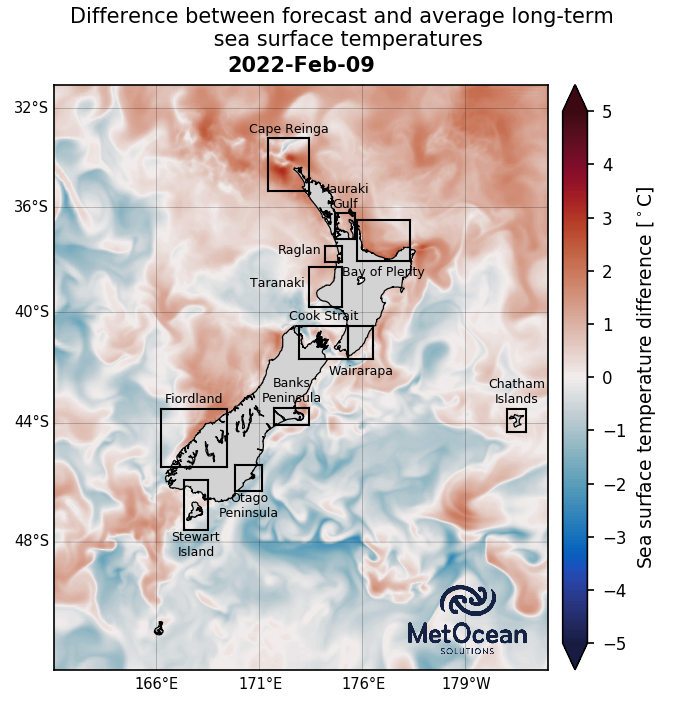 Difference between forecast and average long-term
sea surface temperatures
2022-Feb-09
32°S
36°S
40°S
44°S
48°S
166°E
171°E
176°E
179°W
Cape Reinga
Hauraki
Gulf
Raglan
Bay of Plenty
Taranaki
Cook Strait
Wairarapa
Banks
Peninsula
Fiordland
Chatham
Islands
Otago
Peninsula
Stewart
Island
MetOcean
SOLUTIONS
5
4
3
2
1
0
−1
−2
−3
−4
−5
Sea surface temperature difference [°C]